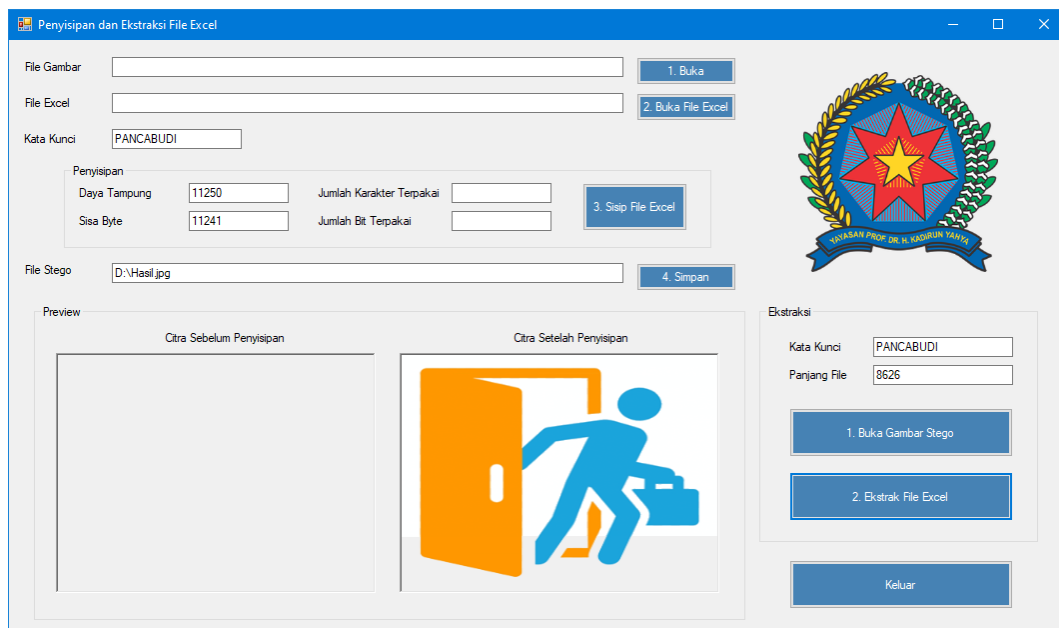 Penyisipan dan Ekstraksi File Excel
File Gambar
1. Buka
File Excel
2. Buka File Excel
Kata Kunci PANCABUDI
Penyisipan
Daya Tampung 11250 Jumlah Karakter Terpakai
3. Sisip File Excel
Sisa Byte 11241 Jumlah Bit Terpakai
YAYASAN PROF. DR. H. KADIRUN YAHYA
File Stego D:\Hasil.jpg 4. Simpan
Preview
Citra Sebelum Penyisipan Citra Setelah Penyisipan
Ekstraksi
Kata Kunci PANCABUDI
Panjang File 8626
1. Buka Gambar Stego
2. Ekstrak File Excel
Keluar